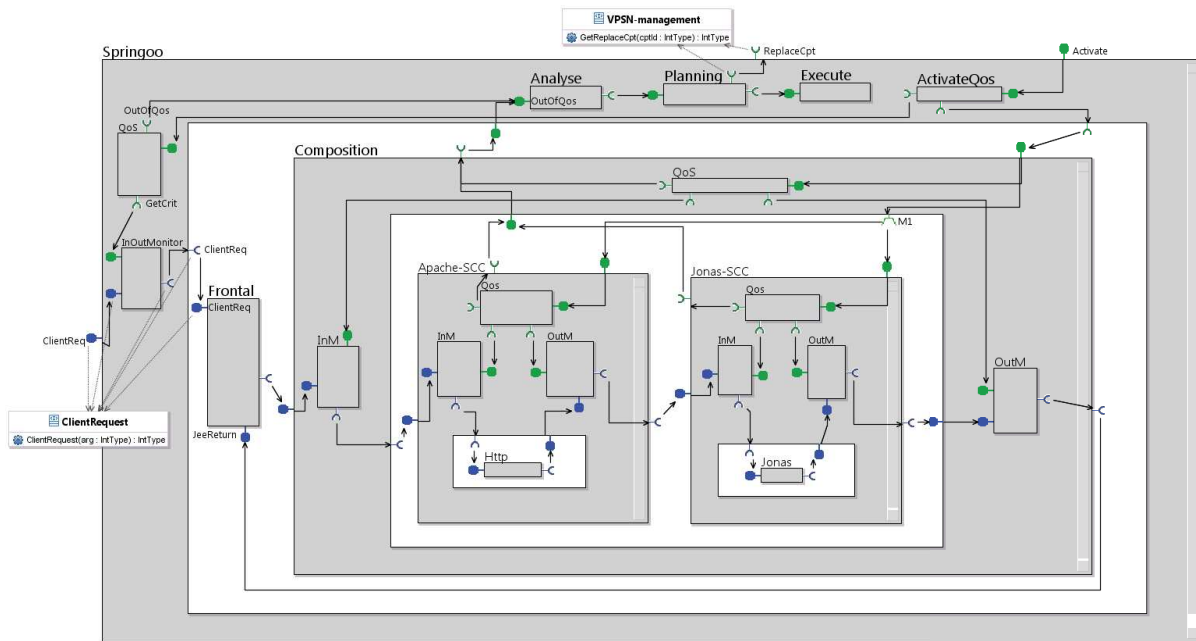 VPSN-management
GetReplaceCpt(cptId : IntType) : IntType
Springoo
ReplaceCpt
Activate
Analyse
Planning
Execute
ActivateQos
OutOfQos
OutOfQos
QoS
Composition
QoS
GetCrit
M1
InOutMonitor
ClientReq
Apache-SCC
Jonas-SCC
Frontal
Qos
Qos
ClientReq
ClientReq
InM
InM
OutM
InM
OutM
OutM
ClientRequest
ClientRequest(arg : IntType) : IntType
JeeReturn
Http
Jonas